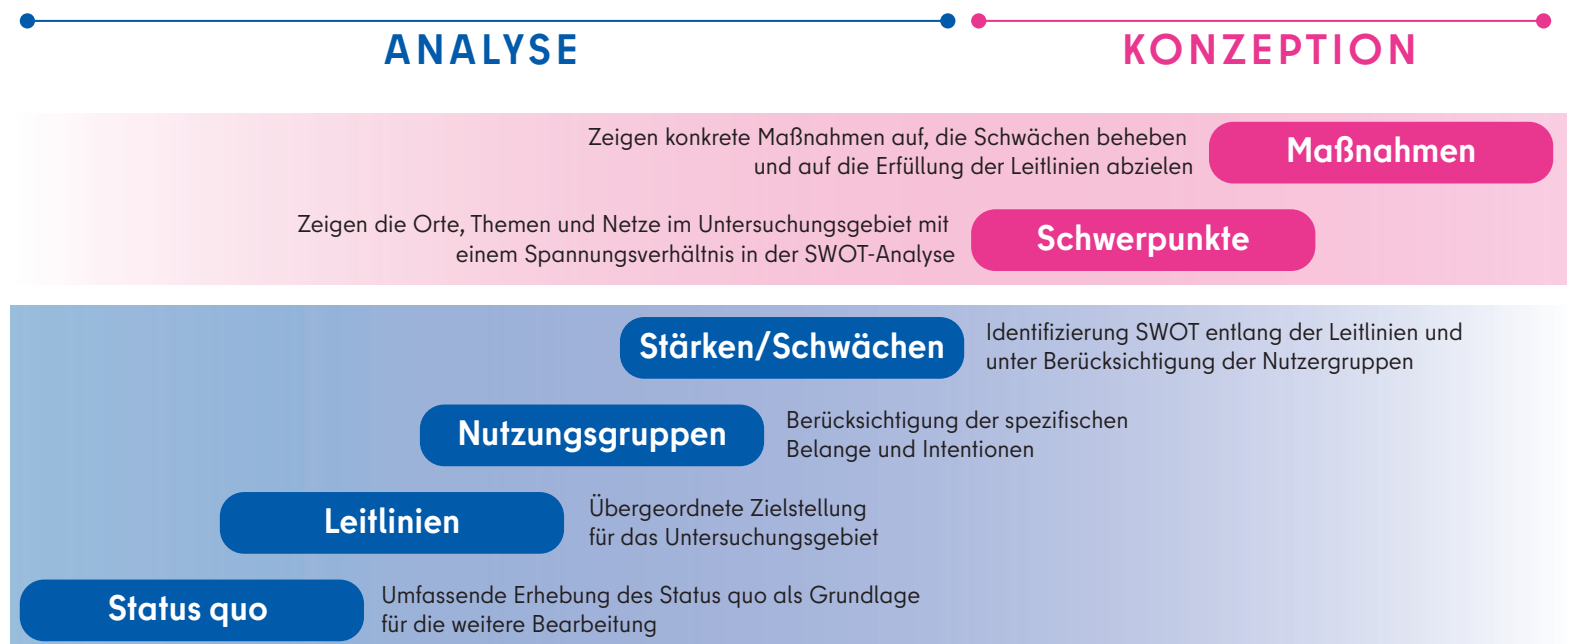 ANALYSE
KONZEPTION
Zeigen konkrete Maßnahmen auf, die Schwächen beheben
und auf die Erfüllung der Leitlinien abzielen
Maßnahmen
Zeigen die Orte, Themen und Netze im Untersuchungsgebiet mit
einem Spannungsverhältnis in der SWOT-Analyse
Schwerpunkte
Stärken/Schwächen
Identifizierung SWOT entlang der Leitlinien und
unter Berücksichtigung der Nutzergruppen
Nutzungsgruppen
Berücksichtigung der spezifischen
Belange und Intentionen
Leitlinien
Übergeordnete Zielstellung
für das Untersuchungsgebiet
Status quo
Umfassende Erhebung des Status quo als Grundlage
für die weitere Bearbeitung